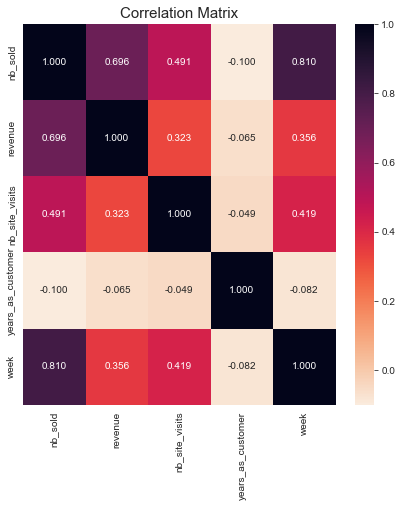 Correlation Matrix
nb_sold 1.000 0.696 0.491 -0.100 0.810
revenue 0.696 1.000 0.323 -0.065 0.356
nb_site_visits 0.491 0.323 1.000 -0.049 0.419
years_as_customer -0.100 -0.065 -0.049 1.000 -0.082
week 0.810 0.356 0.419 -0.082 1.000
nb_sold revenue nb_site_visits years_as_customer week
1.0
0.8
0.6
0.4
0.2
0.0